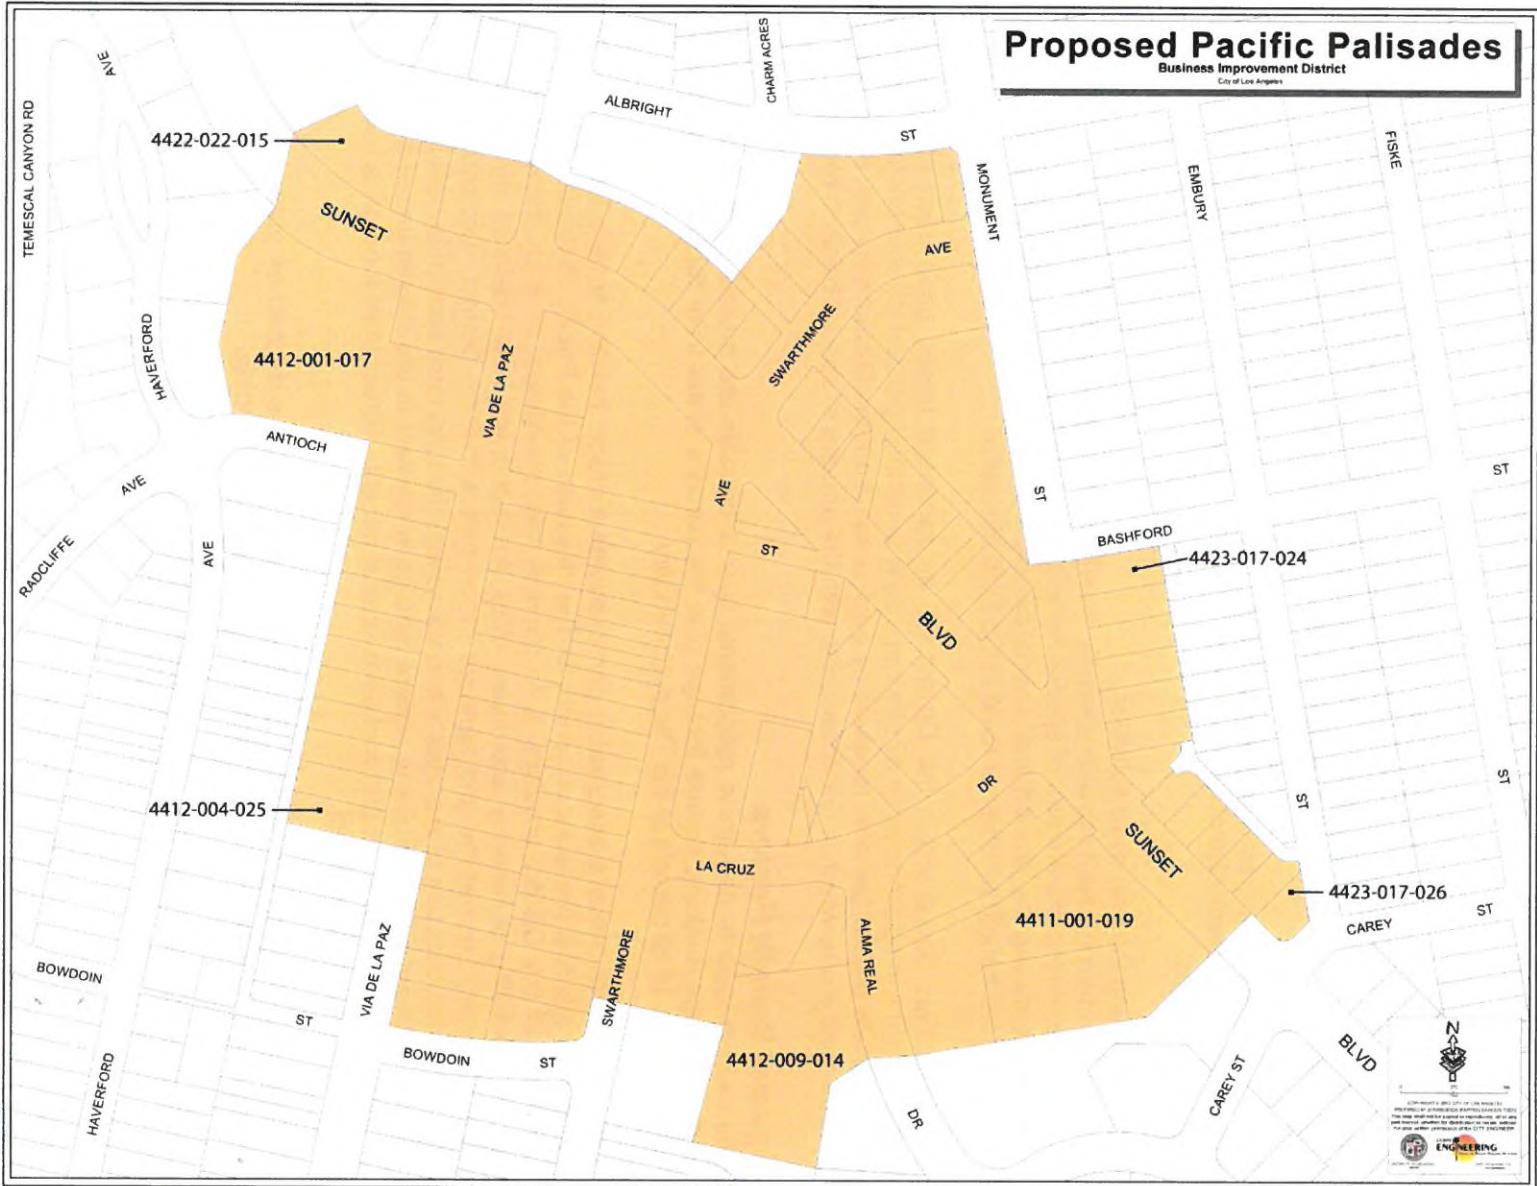 Proposed Pacific Palisades
Business Improvement District
City of Los Angeles
AVE
CHARM ACRES
TEMESCAL CANYON RD
ALBRIGHT
ST
4422-022-015
FISKE
MONUMENT
EMBURY
SUNSET
AVE
HAVERFORD
4412-001-017
SWARTHMORE
VIA DE LA PAZ
ANTIOCH
AVE
AVE
ST
ST
RADCLIFFE
AVE
ST
BASHFORD
4423-017-024
BLVD
4412-004-025
DR
ST
ST
SUNSET
LA CRUZ
4423-017-026
4411-001-019
CAREY
ST
ALMA REAL
SWARTHMORE
VIA DE LA PAZ
BOWDOIN
ST
BOWDOIN
ST
4412-009-014
HAVERFORD
DR
CAREY ST
BLVD
N
ENGINEERING